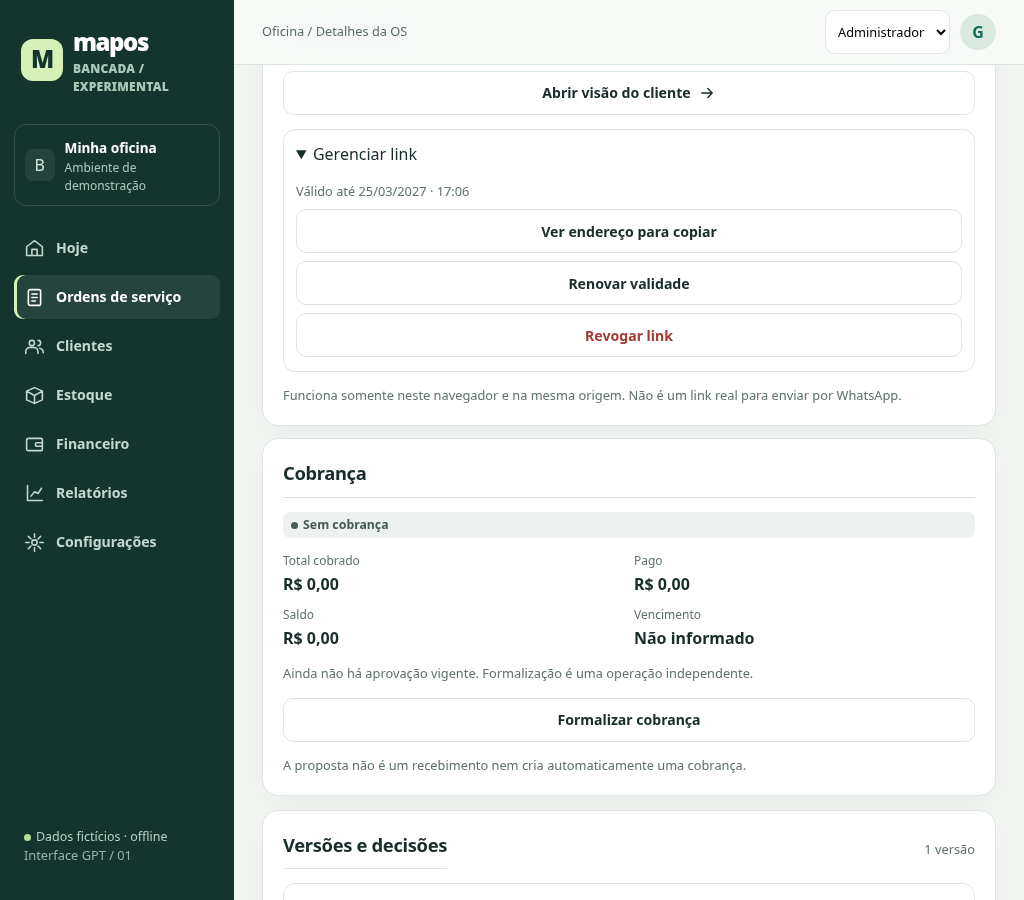 M
mapos
BANCADA /
EXPERIMENTAL
B
Minha oficina
Ambiente de
demonstração
Hoje
Ordens de serviço
Clientes
Estoque
Financeiro
Relatórios
Configurações
Dados fictícios · offline
Interface GPT / 01
Oficina / Detalhes da OS
Administrador
G
Abrir visão do cliente →
▼ Gerenciar link
Válido até 25/03/2027 · 17:06
Ver endereço para copiar
Renovar validade
Revogar link
Funciona somente neste navegador e na mesma origem. Não é um link real para enviar por WhatsApp.
Cobrança
Sem cobrança
Total cobrado
R$ 0,00
Pago
R$ 0,00
Saldo
R$ 0,00
Vencimento
Não informado
Ainda não há aprovação vigente. Formalização é uma operação independente.
Formalizar cobrança
A proposta não é um recebimento nem cria automaticamente uma cobrança.
Versões e decisões
1 versão